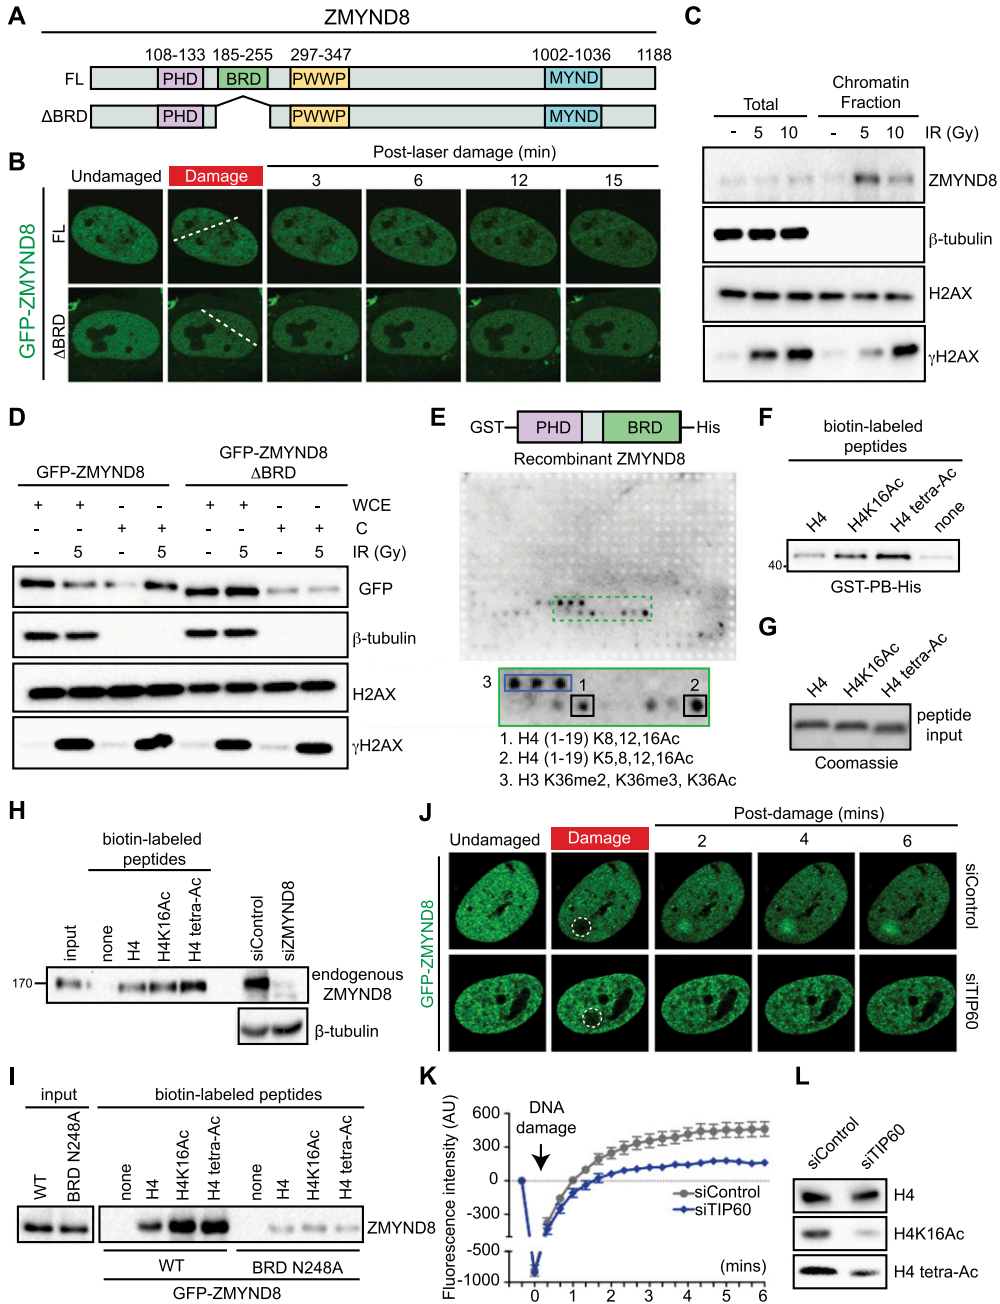 A
ZMYND8
108-133 185-255 297-347 1002-1036 1188
FL PHD BRD PWWP MYND
ΔBRD PHD PWWP MYND
B
Post-laser damage (min)
Undamaged Damage 3 6 12 15
GFP-ZMYND8
FL
ΔBRD
C
Total
Chromatin
Fraction
- 5 10 - 5 10 IR (Gy)
ZMYND8
β-tubulin
H2AX
γH2AX
D
GFP-ZMYND8
GFP-ZMYND8
ΔBRD
+ + + + WCE
+ + + + C
- 5 - 5 - 5 - 5 IR (Gy)
GFP
β-tubulin
H2AX
γH2AX
E
GST PHD BRD His
Recombinant ZMYND8
3 1 2
1. H4 (1-19) K8,12,16Ac
2. H4 (1-19) K5,8,12,16Ac
3. H3 K36me2, K36me3, K36Ac
F
biotin-labeled
peptides
H4 H4K16Ac H4 tetra-Ac none
40
GST-PB-His
G
H4 H4K16Ac H4 tetra-Ac
peptide
input
Coomassie
H
biotin-labeled
peptides
input none H4 H4K16Ac H4 tetra-Ac siControl siZMYND8
170
endogenous
ZMYND8
β-tubulin
I
input biotin-labeled peptides
WT BRD N248A none H4 H4K16Ac H4 tetra-Ac none H4 H4K16Ac H4 tetra-Ac
ZMYND8
WT BRD N248A
GFP-ZMYND8
J
Post-damage (mins)
Undamaged Damage 2 4 6
GFP-ZMYND8
siControl
siTIP60
K
Fluorescence intensity (AU)
DNA
damage
600
300
0
-300
-500
-1000
siControl
siTIP60
(mins)
0 1 2 3 4 5 6
L
siControl siTIP60
H4
H4K16Ac
H4 tetra-Ac